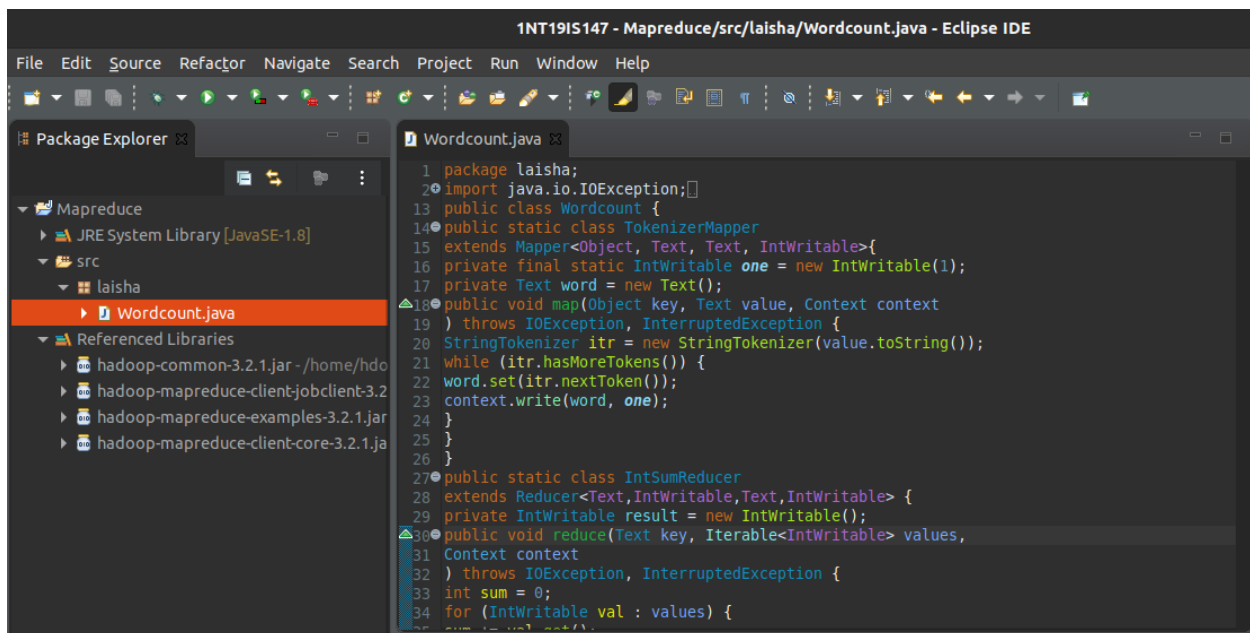 1NT19IS147 - Mapreduce/src/laisha/Wordcount.java - Eclipse IDE
File Edit Source Refactor Navigate Search Project Run Window Help
Package Explorer
Mapreduce
JRE System Library [JavaSE-1.8]
src
laisha
Wordcount.java
Referenced Libraries
hadoop-common-3.2.1.jar - /home/hdo
hadoop-mapreduce-client-jobclient-3.2
hadoop-mapreduce-examples-3.2.1.jar
hadoop-mapreduce-client-core-3.2.1.ja
Wordcount.java
1 package laisha;
2 import java.io.IOException;
13 public class Wordcount {
14 public static class TokenizerMapper
15 extends Mapper<Object, Text, Text, IntWritable>{
16 private final static IntWritable one = new IntWritable(1);
17 private Text word = new Text();
18 public void map(Object key, Text value, Context context
19 ) throws IOException, InterruptedException {
20 StringTokenizer itr = new StringTokenizer(value.toString());
21 while (itr.hasMoreTokens()) {
22 word.set(itr.nextToken());
23 context.write(word, one);
24 }
25 }
26 }
27 public static class IntSumReducer
28 extends Reducer<Text,IntWritable,Text,IntWritable> {
29 private IntWritable result = new IntWritable();
30 public void reduce(Text key, Iterable<IntWritable> values,
31 Context context
32 ) throws IOException, InterruptedException {
33 int sum = 0;
34 for (IntWritable val : values) {